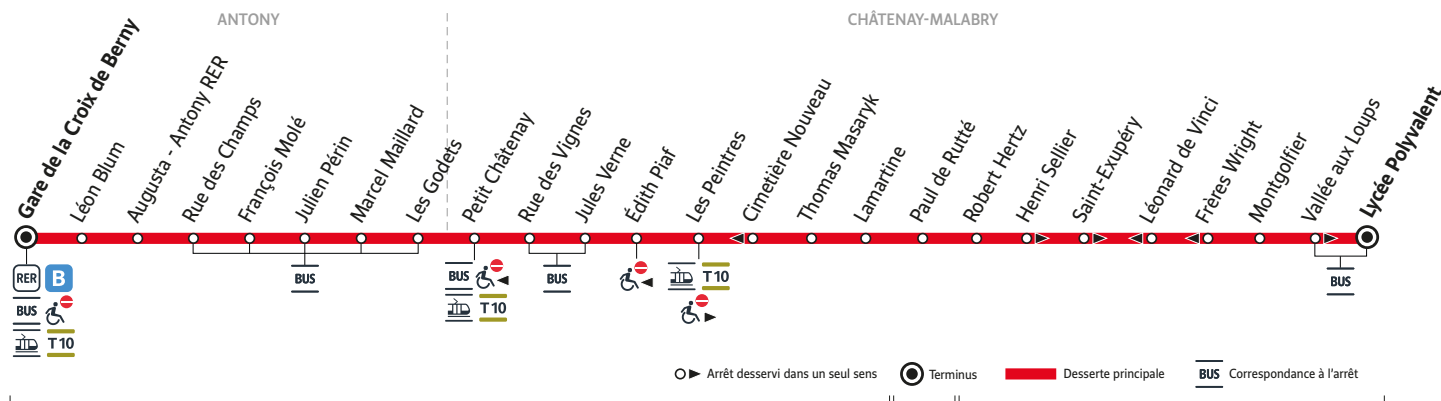 ANTONY
CHÂTENAY-MALABRY
Gare de la Croix de Berny
Léon Blum
Augusta - Antony RER
Rue des Champs
François Molé
Julien Périn
Marcel Maillard
Les Godets
Petit Châtenay
Rue des Vignes
Jules Verne
Édith Piaf
Les Peintres
Cimetière Nouveau
Thomas Masaryk
Lamartine
Paul de Rutté
Robert Hertz
Henri Sellier
Saint-Exupéry
Léonard de Vinci
Frères Wright
Montgolfier
Vallée aux Loups
Lycée Polyvalent
RER B
BUS
T10
BUS
BUS
T10
BUS
T10
BUS
Arrêt desservi dans un seul sens
Terminus
Desserte principale
BUS Correspondance à l'arrêt